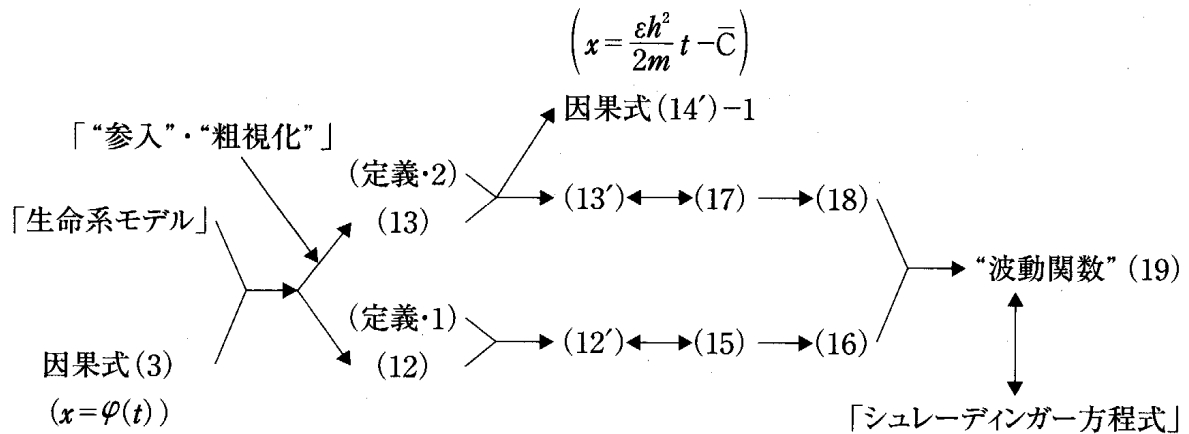 (x = εh²/2m t − C̄)
因果式(14′)−1
「“参入”・“粗視化”」
(定義・2)
(13)
(13′) (17) (18)
「生命系モデル」
“波動関数” (19)
(定義・1)
(12)
(12′) (15) (16)
因果式(3)
(x=φ(t))
「シュレーディンガー方程式」